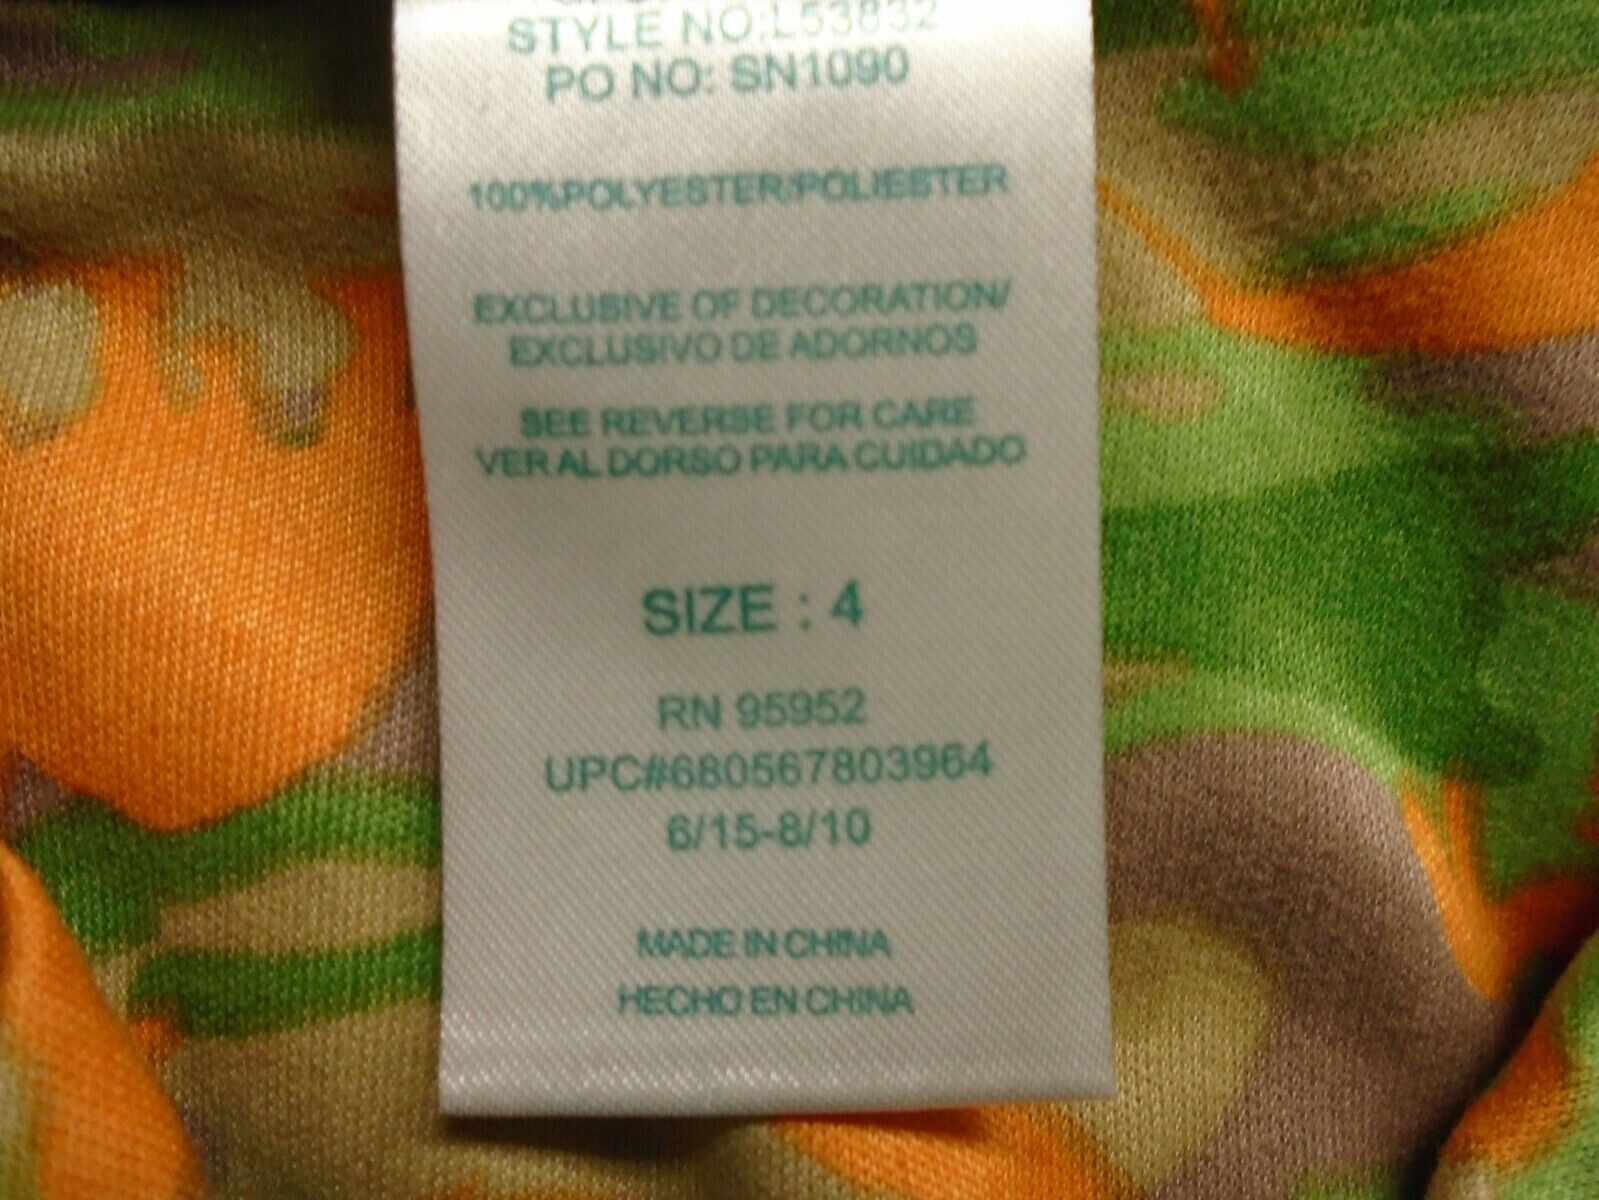 STYLE NO:L53832
PO NO: SN1090
100%POLYESTER/POLIESTER
EXCLUSIVE OF DECORATION/
EXCLUSIVO DE ADORNOS
SEE REVERSE FOR CARE
VER AL DORSO PARA CUIDADO
SIZE : 4
RN 95952
UPC#680567803964
6/15-8/10
MADE IN CHINA
HECHO EN CHINA